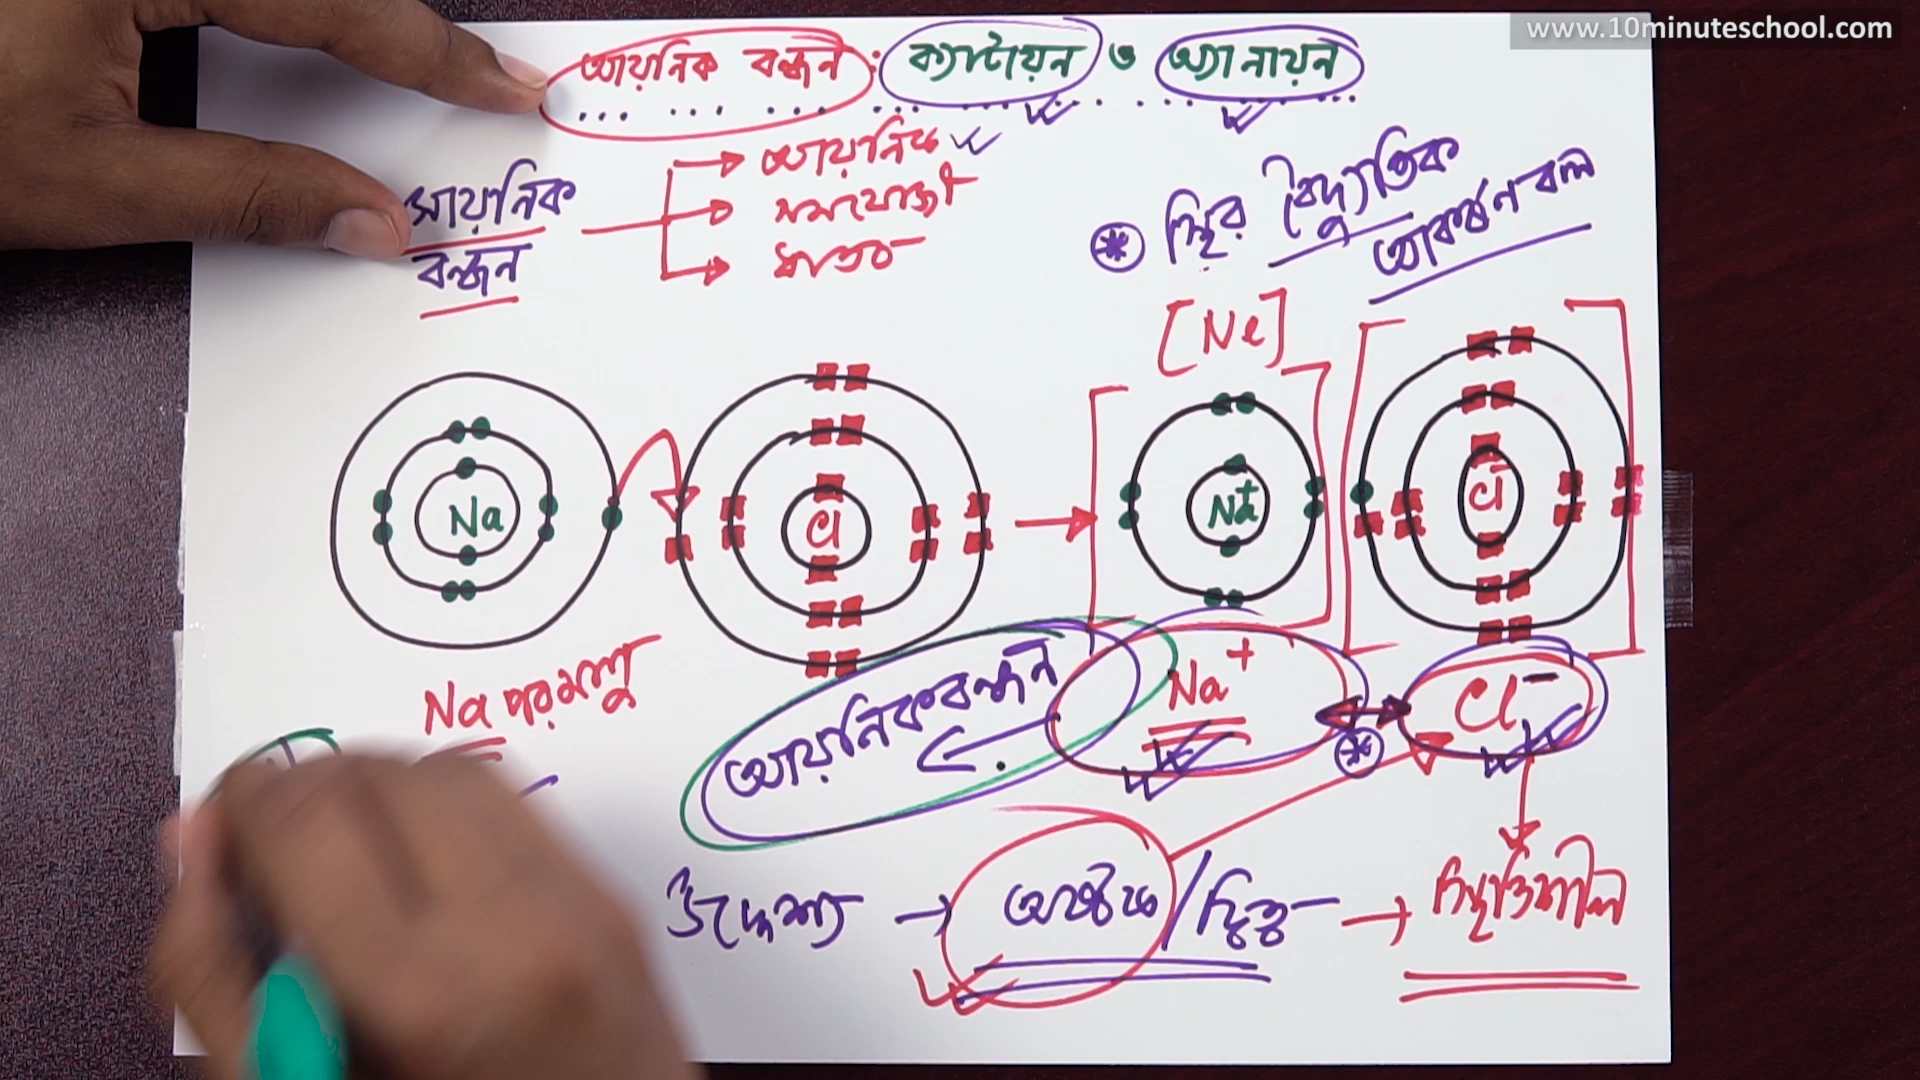 www.10minuteschool.com
আয়নিক বন্ধন : ক্যাটায়ন ও অ্যানায়ন
রাসায়নিক বন্ধন
আয়নিক
সমযোজী
ধাতব
স্থির বৈদ্যুতিক
আকর্ষন বল
[Ne]
Na
Cl
Na+
Cl-
Na পরমাণু
আয়নিক বন্ধন
Na+
Cl-
উদ্দেশ্য → অষ্টক / দ্বিত্ব → স্থিতিশীল